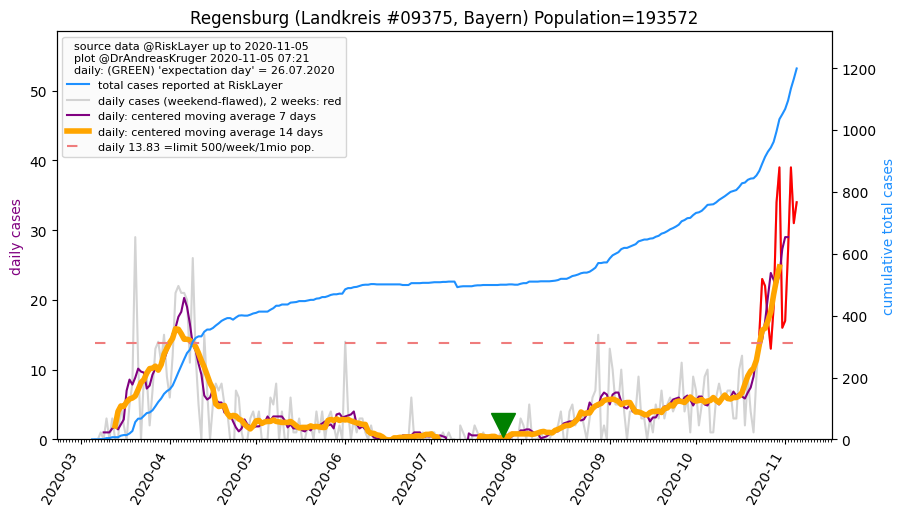 Regensburg (Landkreis #09375, Bayern) Population=193572
source data @RiskLayer up to 2020-11-05
plot @DrAndreasKruger 2020-11-05 07:21
daily: (GREEN) 'expectation day' = 26.07.2020
total cases reported at RiskLayer
daily cases (weekend-flawed), 2 weeks: red
daily: centered moving average 7 days
daily: centered moving average 14 days
daily 13.83 =limit 500/week/1mio pop.
daily cases
50
40
30
20
10
0
cumulative total cases
1200
1000
800
600
400
200
0
2020-03
2020-04
2020-05
2020-06
2020-07
2020-08
2020-09
2020-10
2020-11